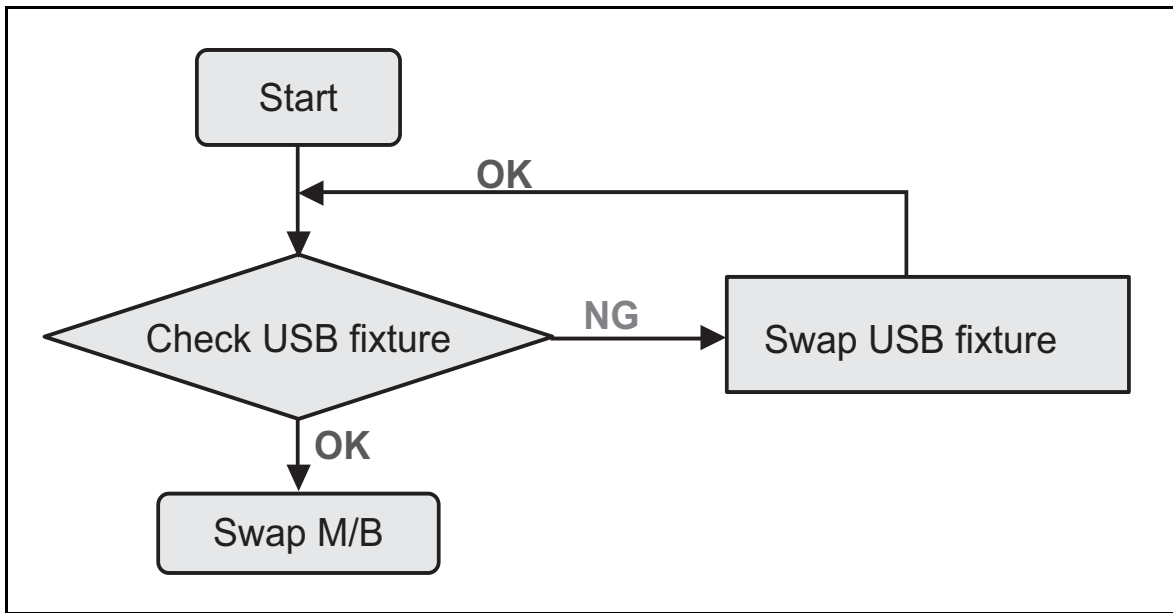 Start
OK
Check USB fixture
NG
Swap USB fixture
OK
Swap M/B